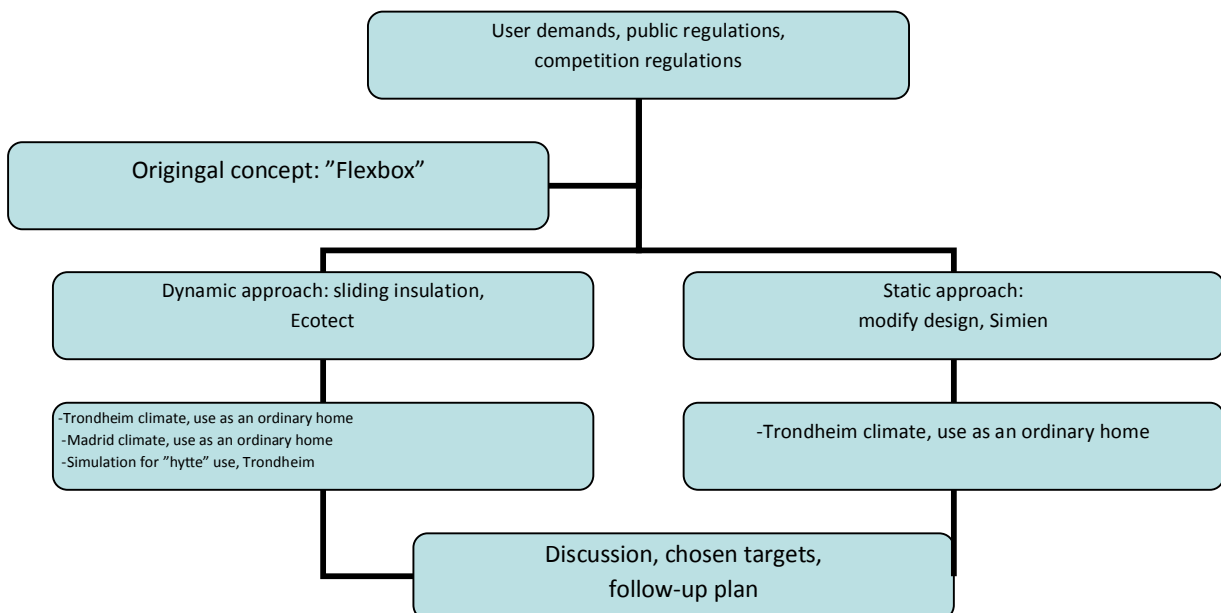 User demands, public regulations,
competition regulations
Origingal concept: ”Flexbox”
Dynamic approach: sliding insulation,
Ecotect
Static approach:
modify design, Simien
-Trondheim climate, use as an ordinary home
-Madrid climate, use as an ordinary home
-Simulation for ”hytte” use, Trondheim
-Trondheim climate, use as an ordinary home
Discussion, chosen targets,
follow-up plan